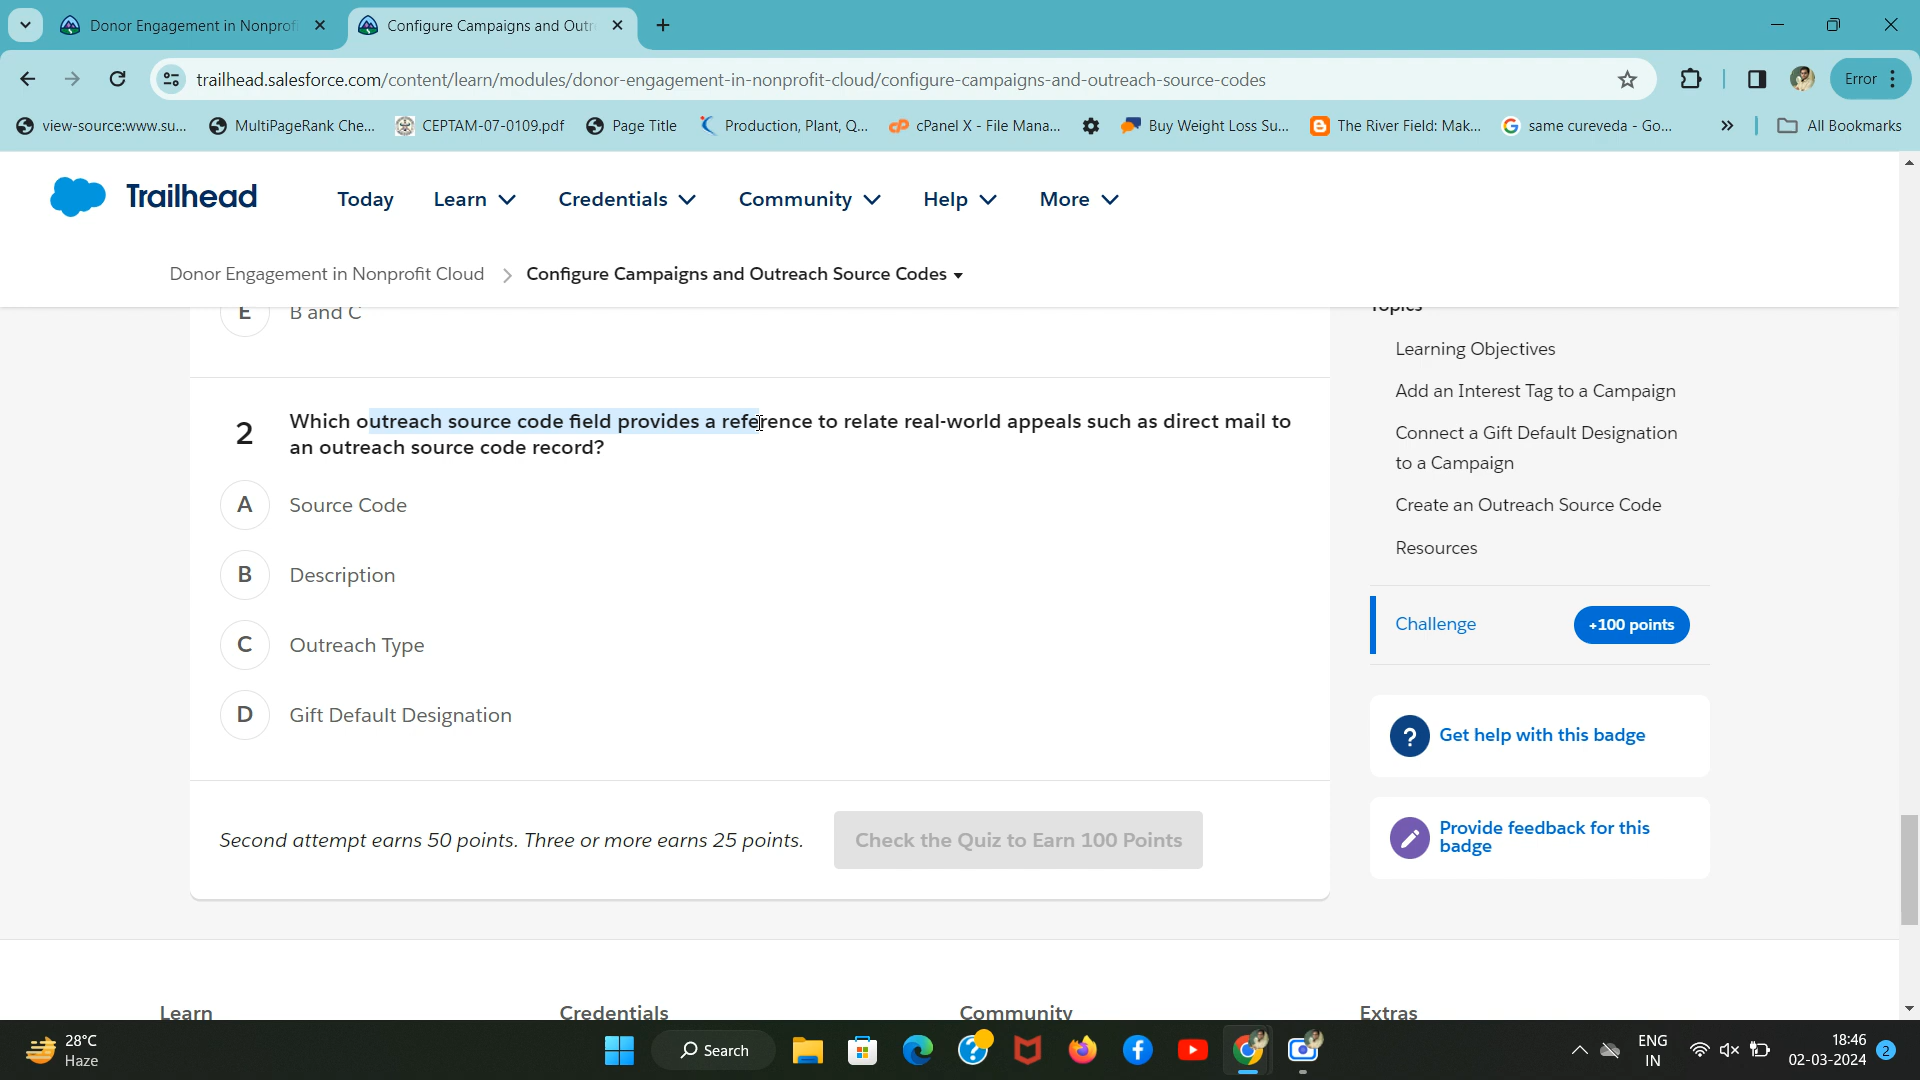 Donor Engagement in Nonprofi
Configure Campaigns and Outr
trailhead.salesforce.com/content/learn/modules/donor-engagement-in-nonprofit-cloud/configure-campaigns-and-outreach-source-codes
Error
view-source:www.su...
MultiPageRank Che...
CEPTAM-07-0109.pdf
Page Title
Production, Plant, Q...
cPanel X - File Mana...
Buy Weight Loss Su...
The River Field: Mak...
same cureveda - Go...
All Bookmarks
Trailhead
Today
Learn
Credentials
Community
Help
More
Donor Engagement in Nonprofit Cloud
Configure Campaigns and Outreach Source Codes
E B and C
2 Which outreach source code field provides a reference to relate real-world appeals such as direct mail to
an outreach source code record?
A Source Code
B Description
C Outreach Type
D Gift Default Designation
Second attempt earns 50 points. Three or more earns 25 points.
Check the Quiz to Earn 100 Points
Topics
Learning Objectives
Add an Interest Tag to a Campaign
Connect a Gift Default Designation
to a Campaign
Create an Outreach Source Code
Resources
Challenge
+100 points
Get help with this badge
Provide feedback for this
badge
Learn
Credentials
Community
Extras
28°C
Haze
Search
ENG
IN
18:46
02-03-2024
2